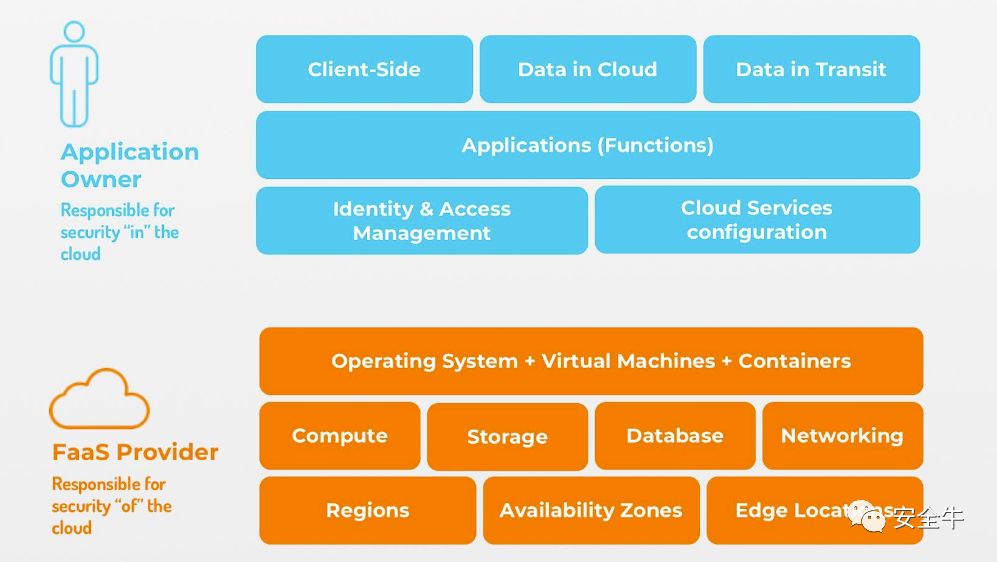 Client-Side
Data in Cloud
Data in Transit
Applications (Functions)
Application
Owner
Responsible for
security “in” the
cloud
Identity & Access
Management
Cloud Services
configuration
Operating System + Virtual Machines + Containers
Compute
Storage
Database
Networking
FaaS Provider
Responsible for
security “of” the
cloud
Regions
Availability Zones
Edge Locations
安全牛